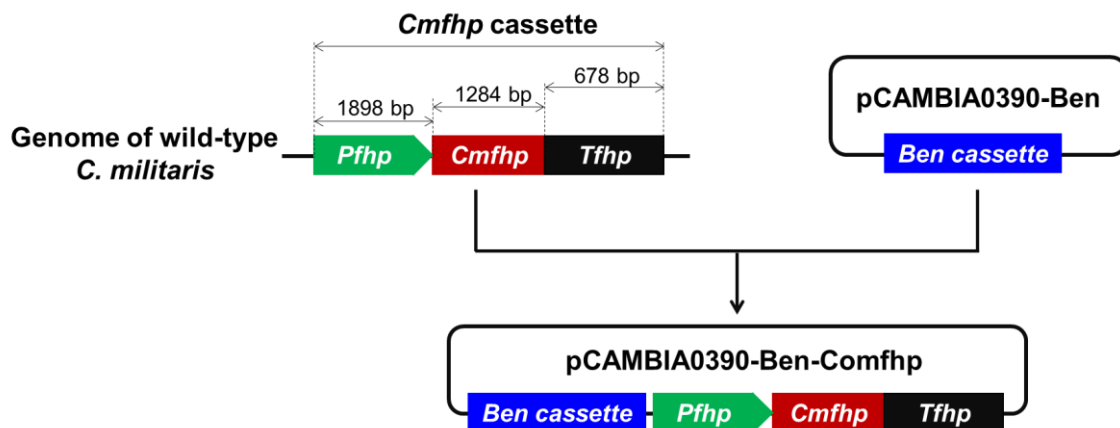 Cmfhp cassette
678 bp
1284 bp
1898 bp
pCAMBIA0390-Ben
Genome of wild-type
C. militaris
Pfhp
Cmfhp
Tfhp
Ben cassette
pCAMBIA0390-Ben-Comfhp
Ben cassette
Pfhp
Cmfhp
Tfhp